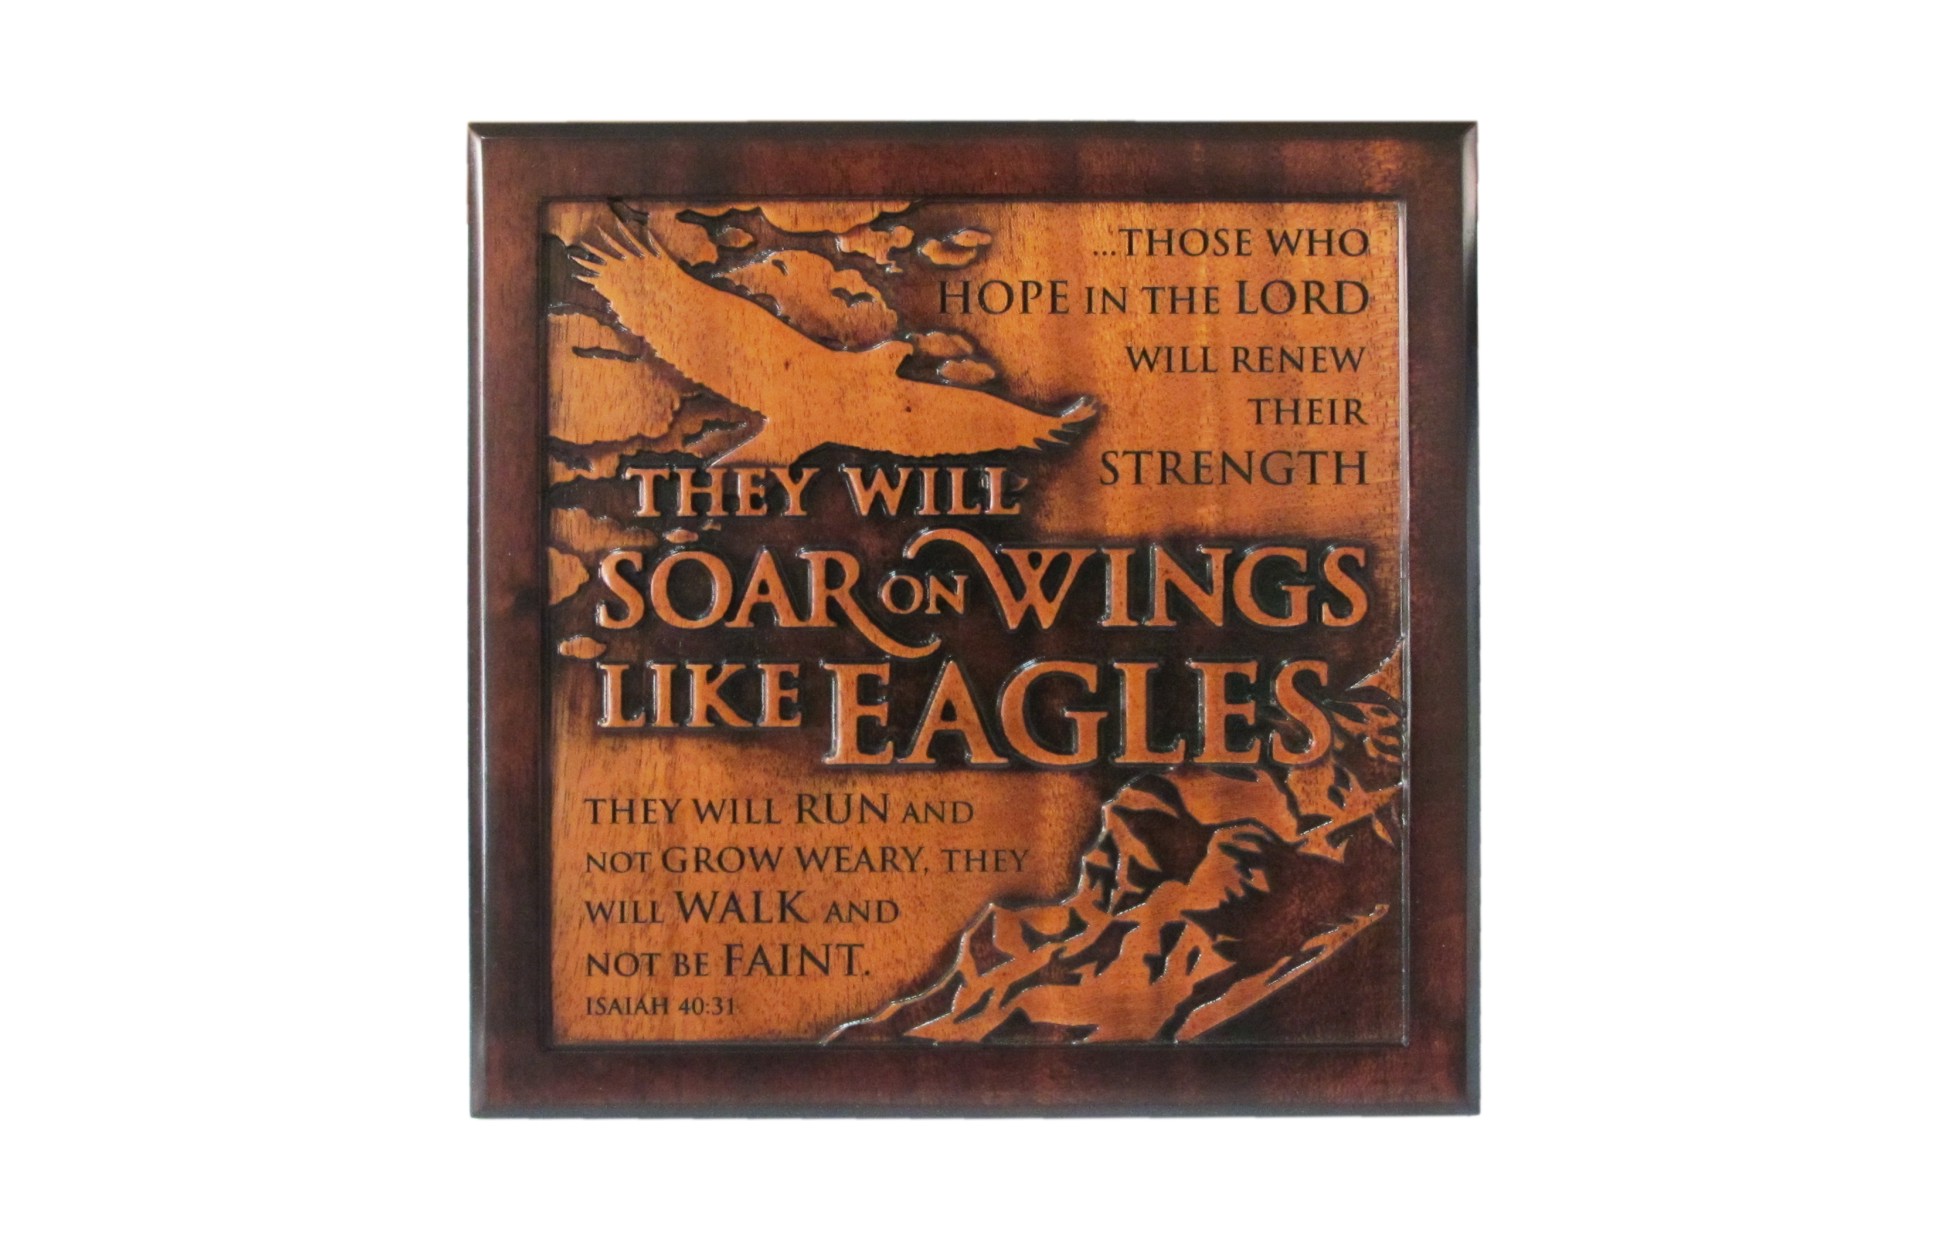 ...THOSE WHO
HOPE IN THE LORD
WILL RENEW
THEIR
STRENGTH
THEY WILL
SOAR ON WINGS
LIKE EAGLES
THEY WILL RUN AND
NOT GROW WEARY, THEY
WILL WALK AND
NOT BE FAINT.
ISAIAH 40:31